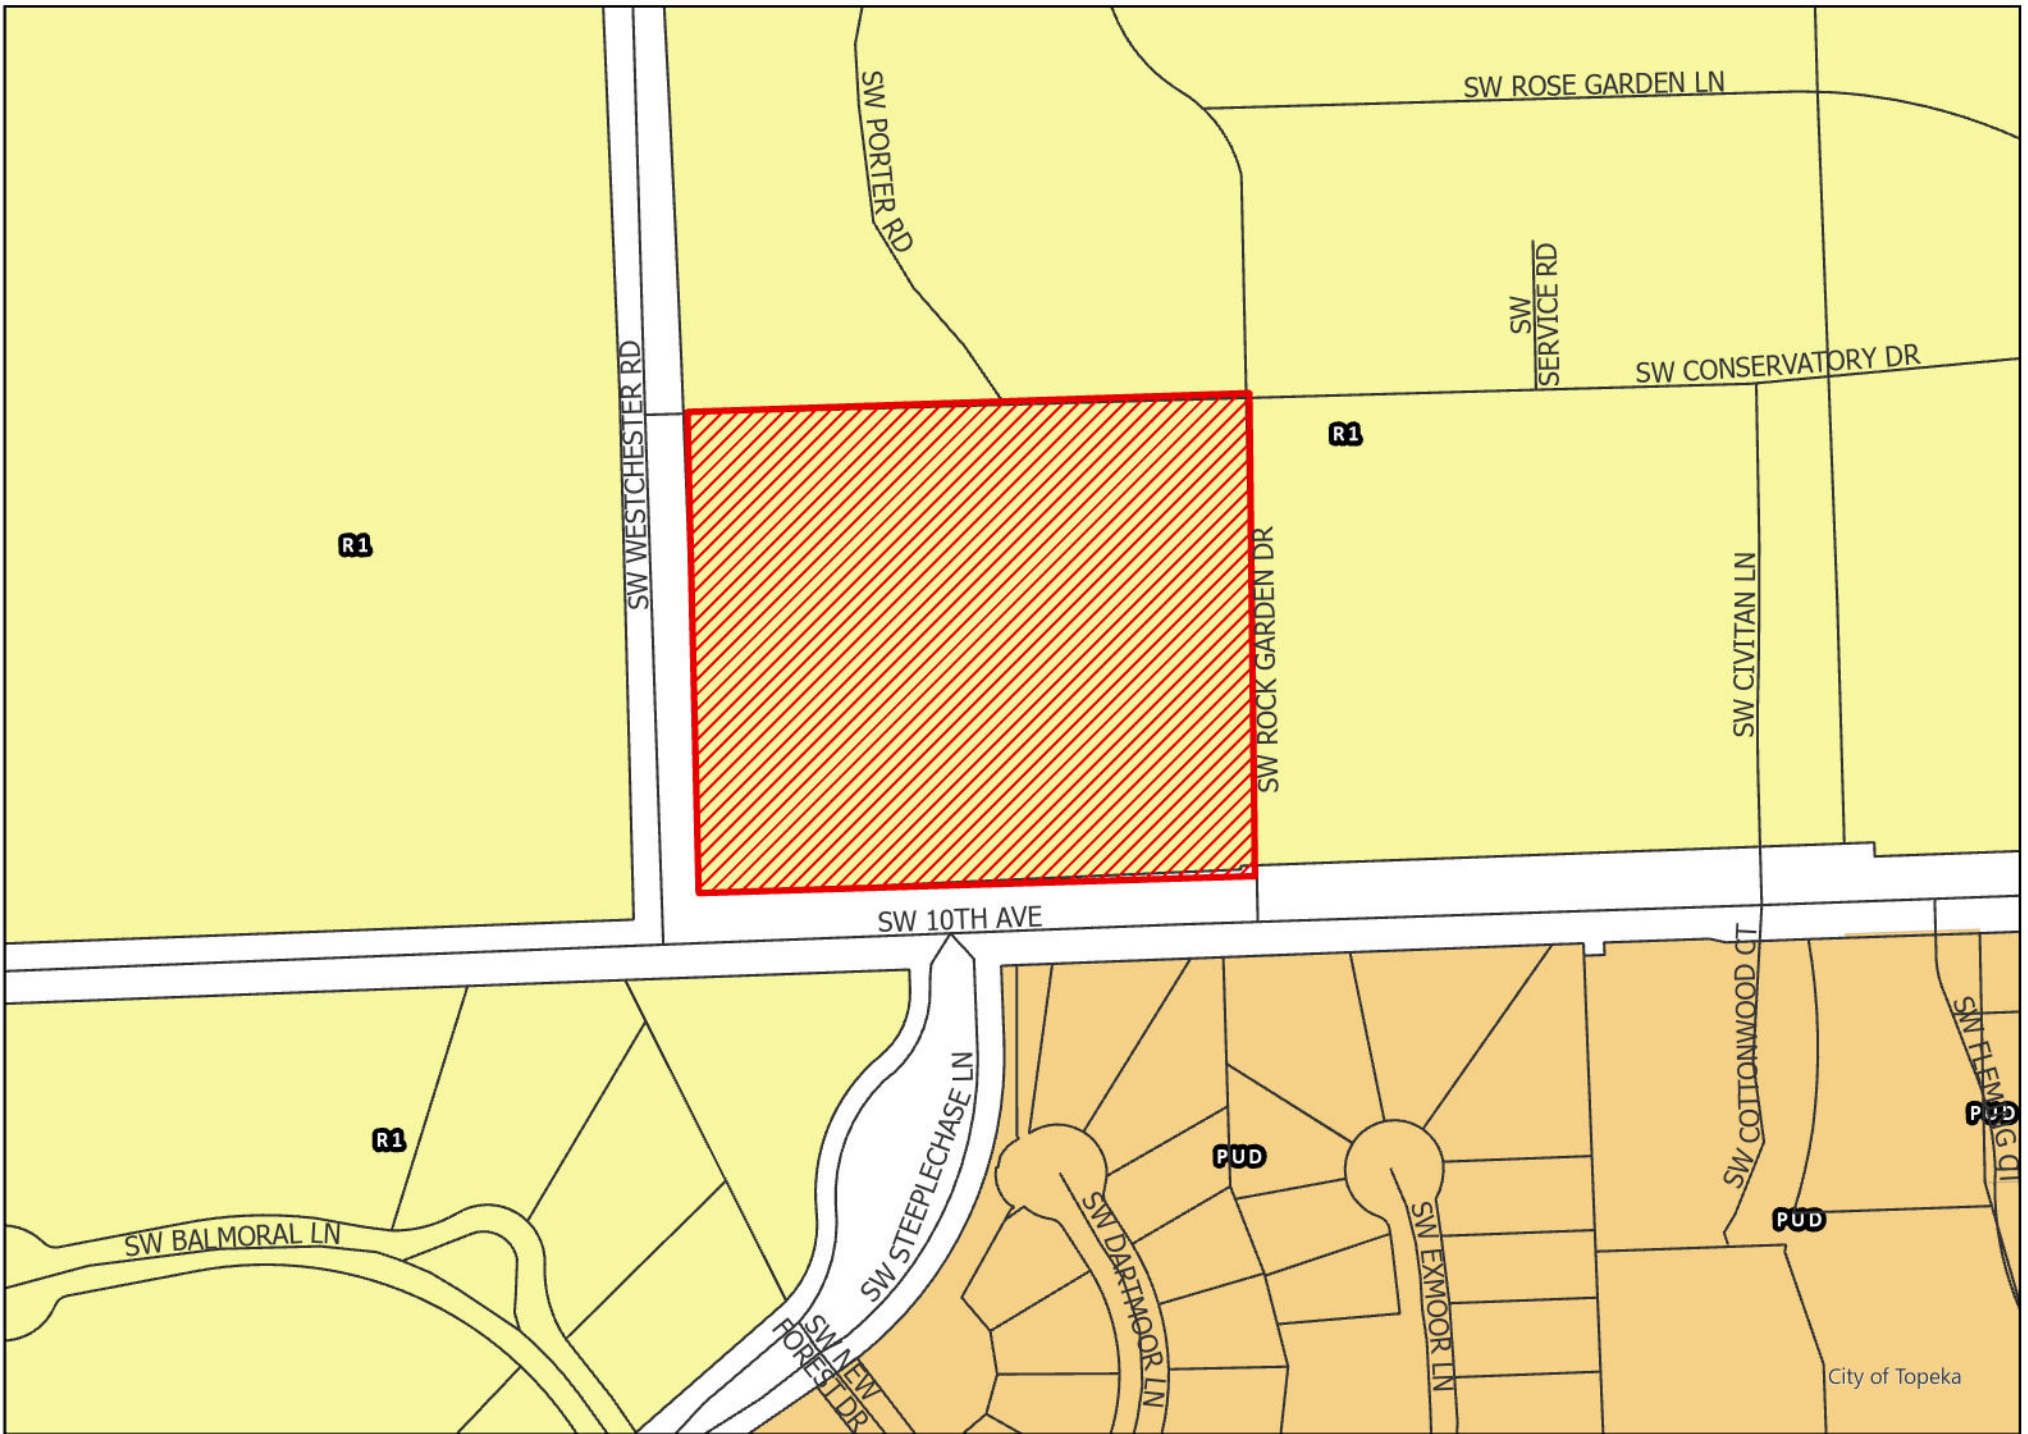 SW ROSE GARDEN LN
SW PORTER RD
SW
SERVICE RD
SW CONSERVATORY DR
SW WESTCHESTER RD
R1
R1
SW ROCK GARDEN DR
SW CIVITAN LN
SW 10TH AVE
SW COTTONWOOD CT
SW STEEPLECHASE LN
R1
PUD
PUD
PUD
SW BALMORAL LN
SW DARTMOOR LN
SW EXMOOR LN
SW NEW
FOREST DR
City of Topeka